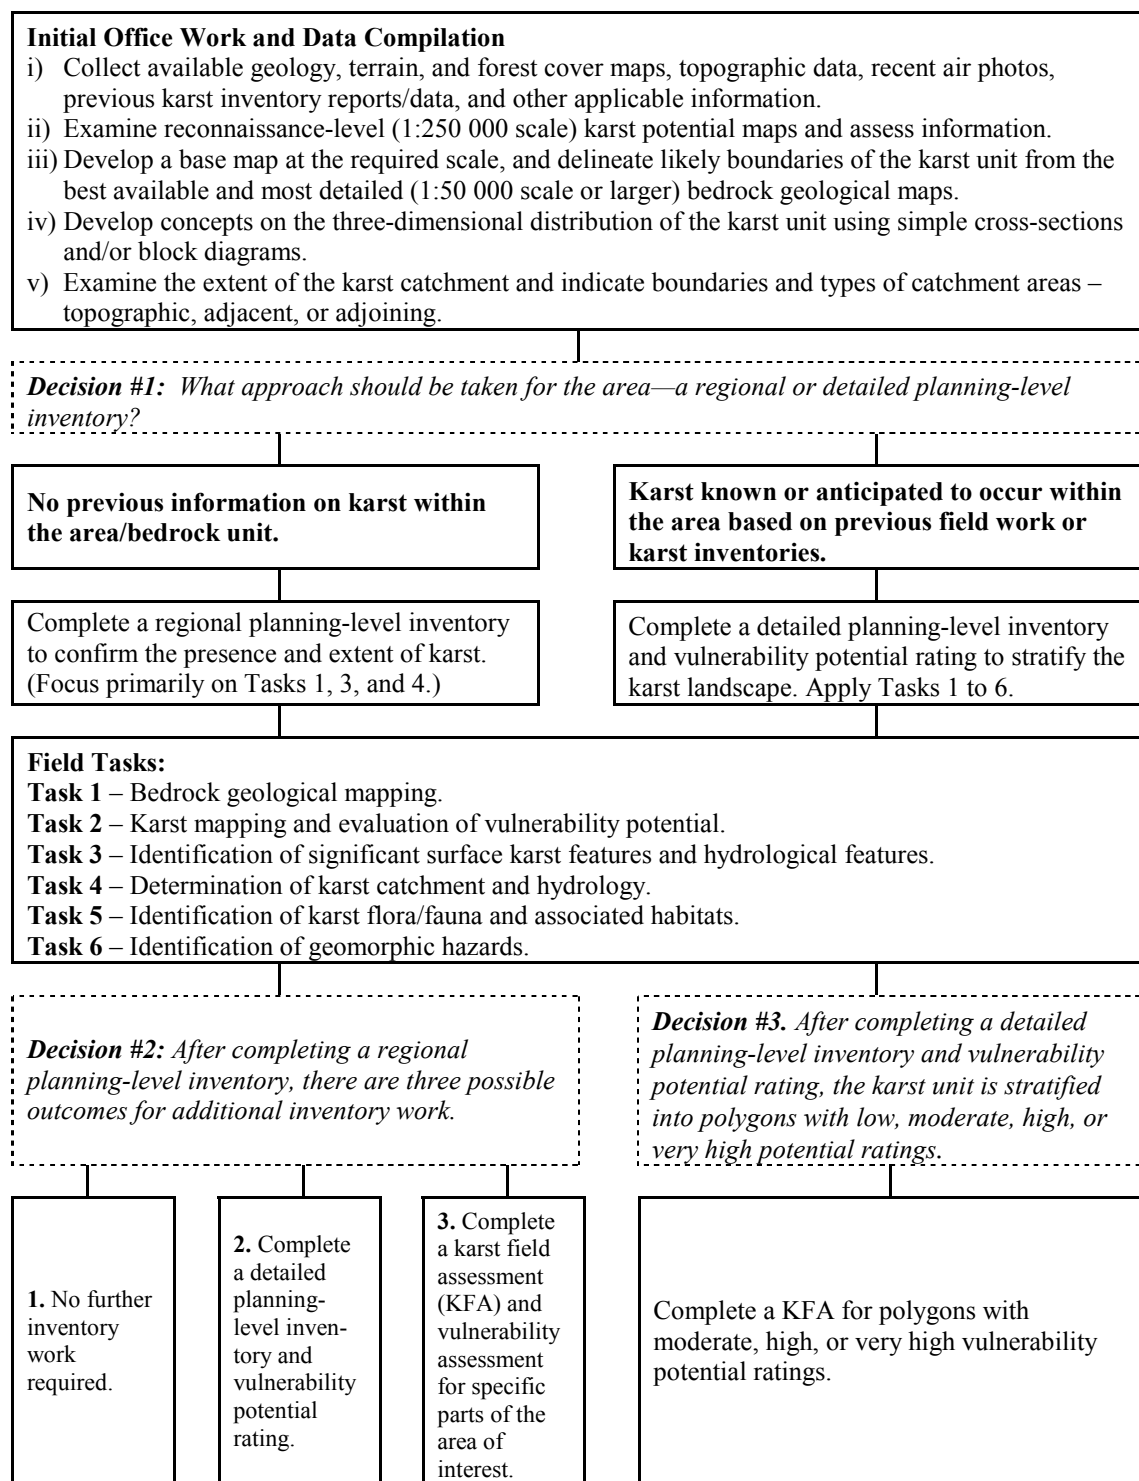 Initial Office Work and Data Compilation
i) Collect available geology, terrain, and forest cover maps, topographic data, recent air photos,
previous karst inventory reports/data, and other applicable information.
ii) Examine reconnaissance-level (1:250 000 scale) karst potential maps and assess information.
iii) Develop a base map at the required scale, and delineate likely boundaries of the karst unit from the
best available and most detailed (1:50 000 scale or larger) bedrock geological maps.
iv) Develop concepts on the three-dimensional distribution of the karst unit using simple cross-sections
and/or block diagrams.
v) Examine the extent of the karst catchment and indicate boundaries and types of catchment areas –
topographic, adjacent, or adjoining.
Decision #1: What approach should be taken for the area—a regional or detailed planning-level
inventory?
No previous information on karst within
the area/bedrock unit.
Karst known or anticipated to occur within
the area based on previous field work or
karst inventories.
Complete a regional planning-level inventory
to confirm the presence and extent of karst.
(Focus primarily on Tasks 1, 3, and 4.)
Complete a detailed planning-level inventory
and vulnerability potential rating to stratify the
karst landscape. Apply Tasks 1 to 6.
Field Tasks:
Task 1 – Bedrock geological mapping.
Task 2 – Karst mapping and evaluation of vulnerability potential.
Task 3 – Identification of significant surface karst features and hydrological features.
Task 4 – Determination of karst catchment and hydrology.
Task 5 – Identification of karst flora/fauna and associated habitats.
Task 6 – Identification of geomorphic hazards.
Decision #2: After completing a regional
planning-level inventory, there are three possible
outcomes for additional inventory work.
Decision #3. After completing a detailed
planning-level inventory and vulnerability
potential rating, the karst unit is stratified
into polygons with low, moderate, high, or
very high potential ratings.
1. No further
inventory
work
required.
2. Complete
a detailed
planning-
level inven-
tory and
vulnerability
potential
rating.
3. Complete
a karst field
assessment
(KFA) and
vulnerability
assessment
for specific
parts of the
area of
interest.
Complete a KFA for polygons with
moderate, high, or very high vulnerability
potential ratings.